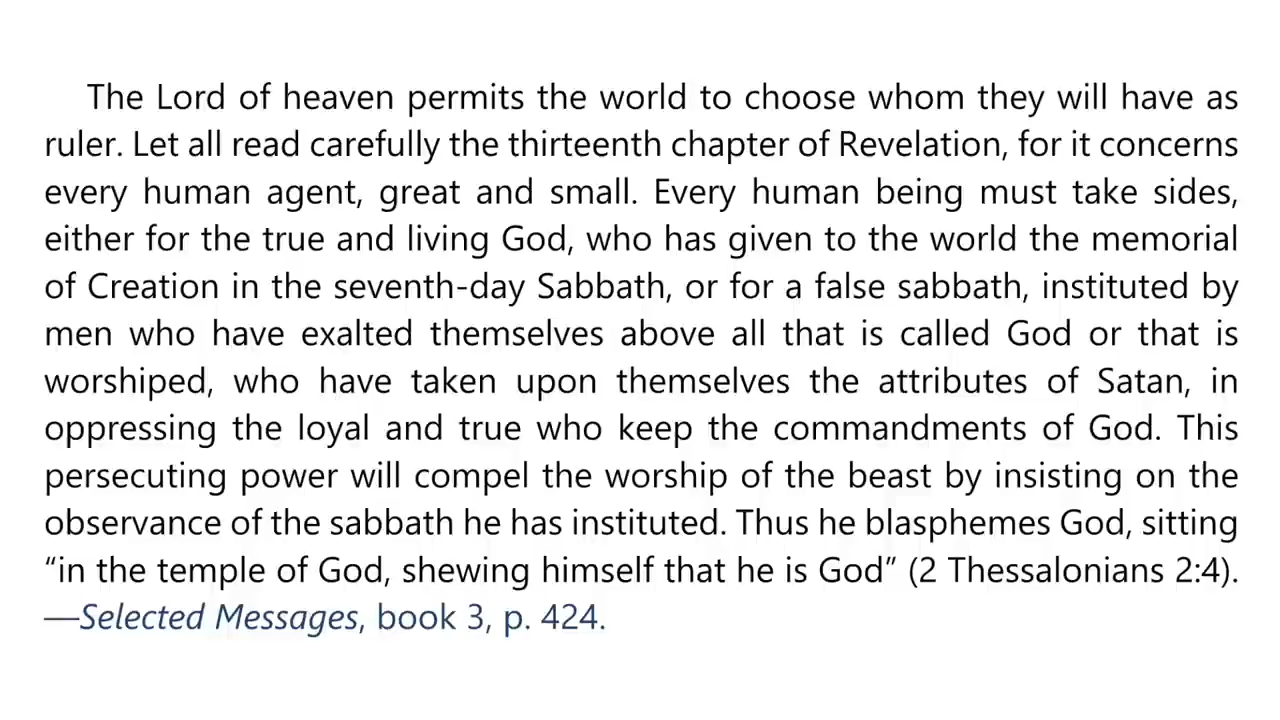 The Lord of heaven permits the world to choose whom they will have as
ruler. Let all read carefully the thirteenth chapter of Revelation, for it concerns
every human agent, great and small. Every human being must take sides,
either for the true and living God, who has given to the world the memorial
of Creation in the seventh-day Sabbath, or for a false sabbath, instituted by
men who have exalted themselves above all that is called God or that is
worshiped, who have taken upon themselves the attributes of Satan, in
oppressing the loyal and true who keep the commandments of God. This
persecuting power will compel the worship of the beast by insisting on the
observance of the sabbath he has instituted. Thus he blasphemes God, sitting
“in the temple of God, shewing himself that he is God” (2 Thessalonians 2:4).
—Selected Messages, book 3, p. 424.